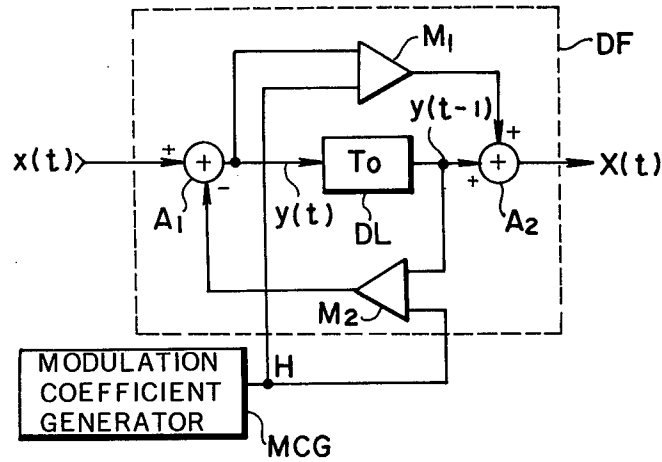 M1
DF
y(t-1)
+
+
x(t)
+
To
+
X(t)
-
+
A1
y(t)
DL
A2
M2
H
MODULATION
COEFFICIENT
GENERATOR
MCG